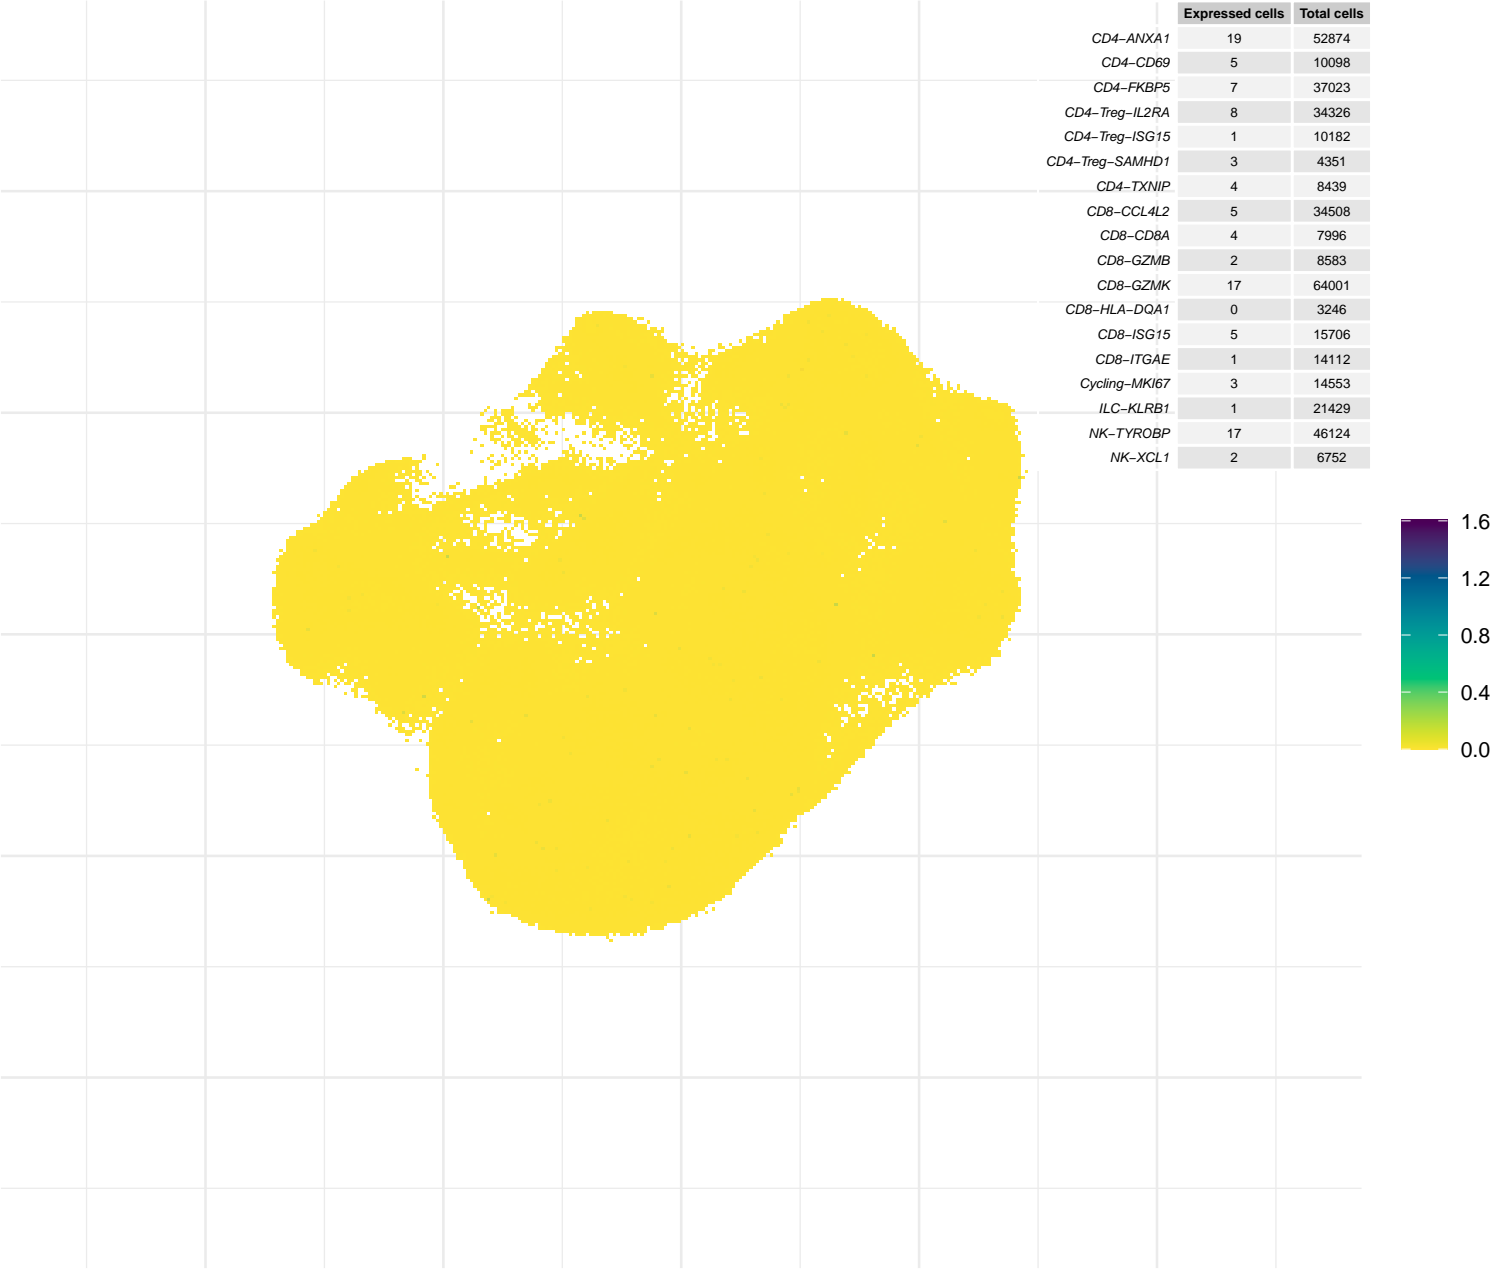 Expressed cells Total cells
CD4−ANXA1 19 52874
CD4−CD69 5 10098
CD4−FKBP5 7 37023
CD4−Treg−IL2RA 8 34326
CD4−Treg−ISG15 1 10182
CD4−Treg−SAMHD1 3 4351
CD4−TXNIP 4 8439
CD8−CCL4L2 5 34508
CD8−CD8A 4 7996
CD8−GZMB 2 8583
CD8−GZMK 17 64001
CD8−HLA−DQA1 0 3246
CD8−ISG15 5 15706
CD8−ITGAE 1 14112
Cycling−MKI67 3 14553
ILC−KLRB1 1 21429
NK−TYROBP 17 46124
NK−XCL1 2 6752
1.6
1.2
0.8
0.4
0.0